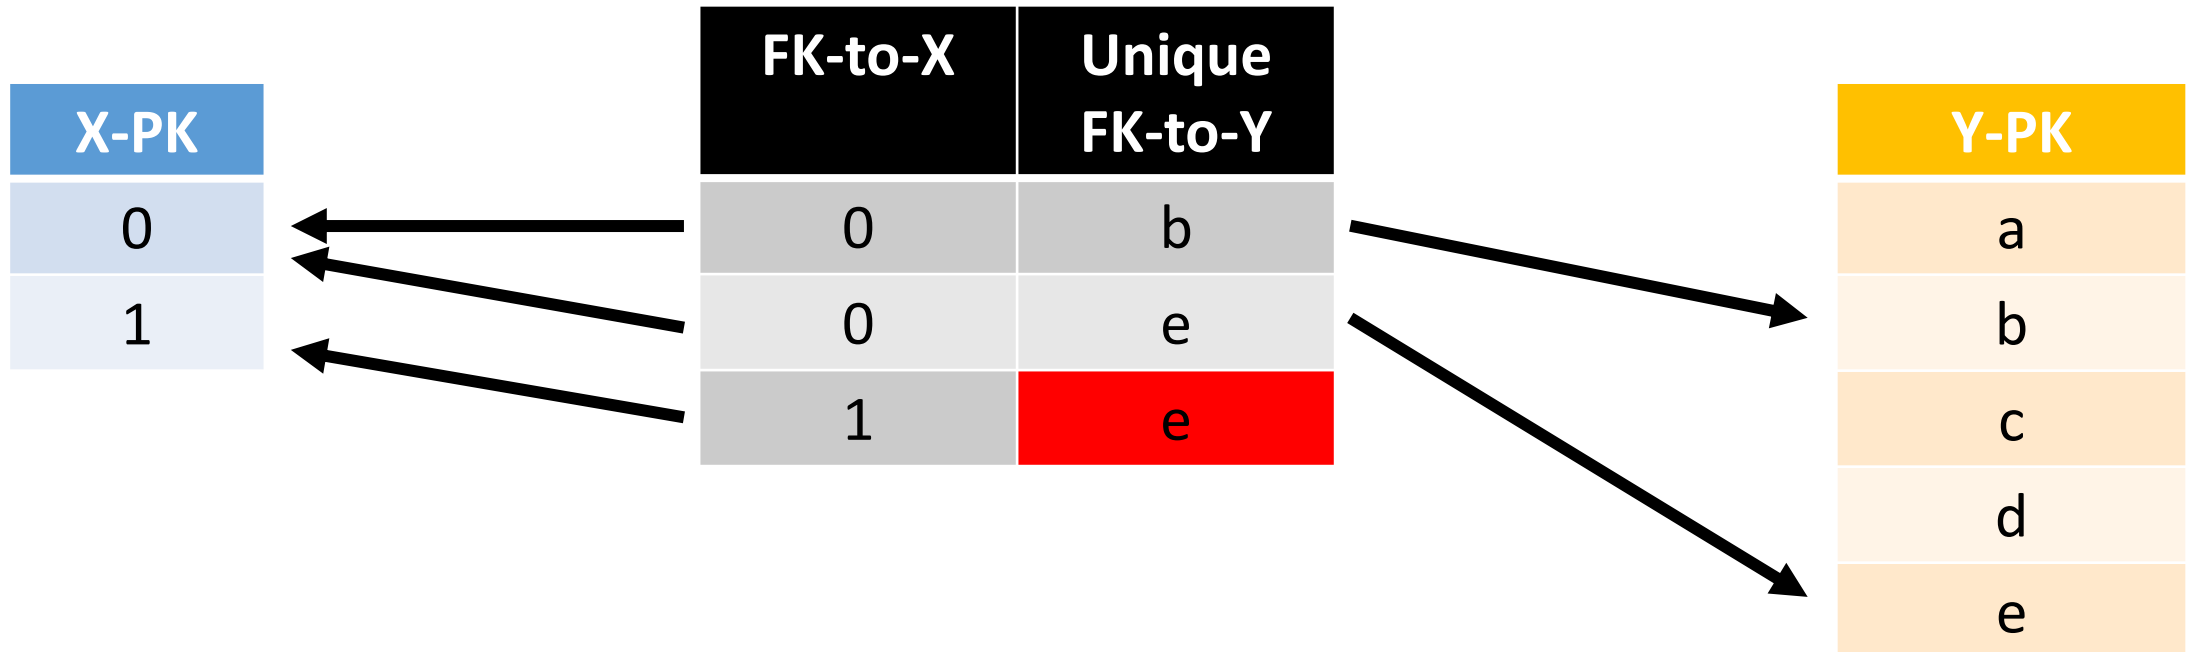 X-PK
0
1
FK-to-X
Unique
FK-to-Y
0 b
0 e
1 e
Y-PK
a
b
c
d
e